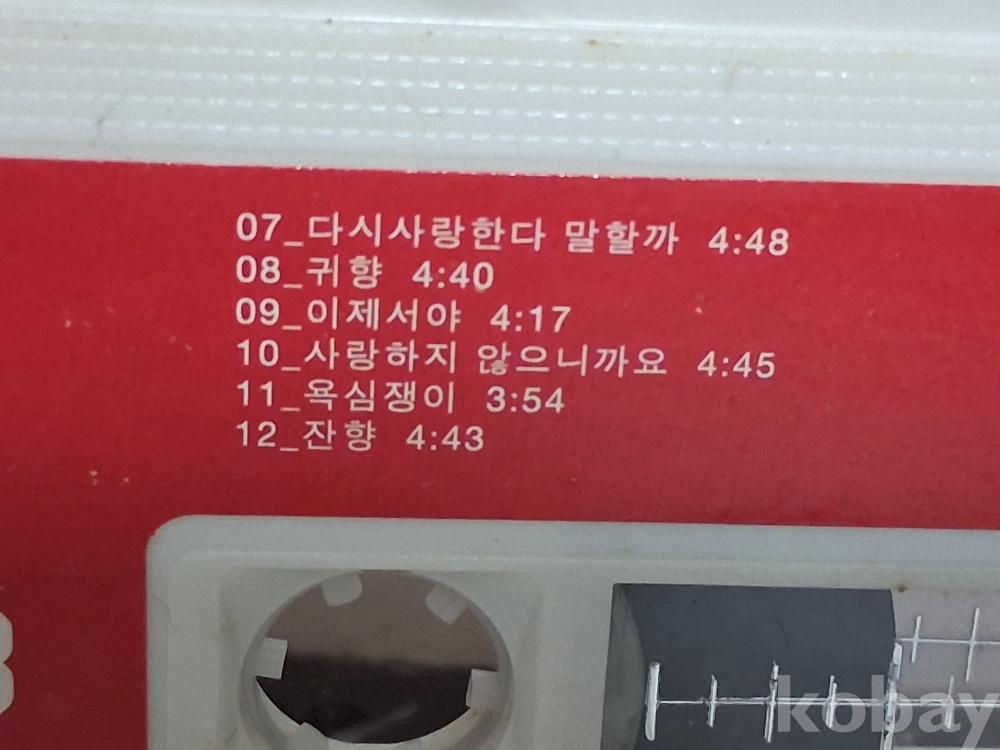 07_다시사랑한다 말할까 4:48
08_귀향 4:40
09_이제서야 4:17
10_사랑하지 않으니까요 4:45
11_욕심쟁이 3:54
12_잔향 4:43
kobay